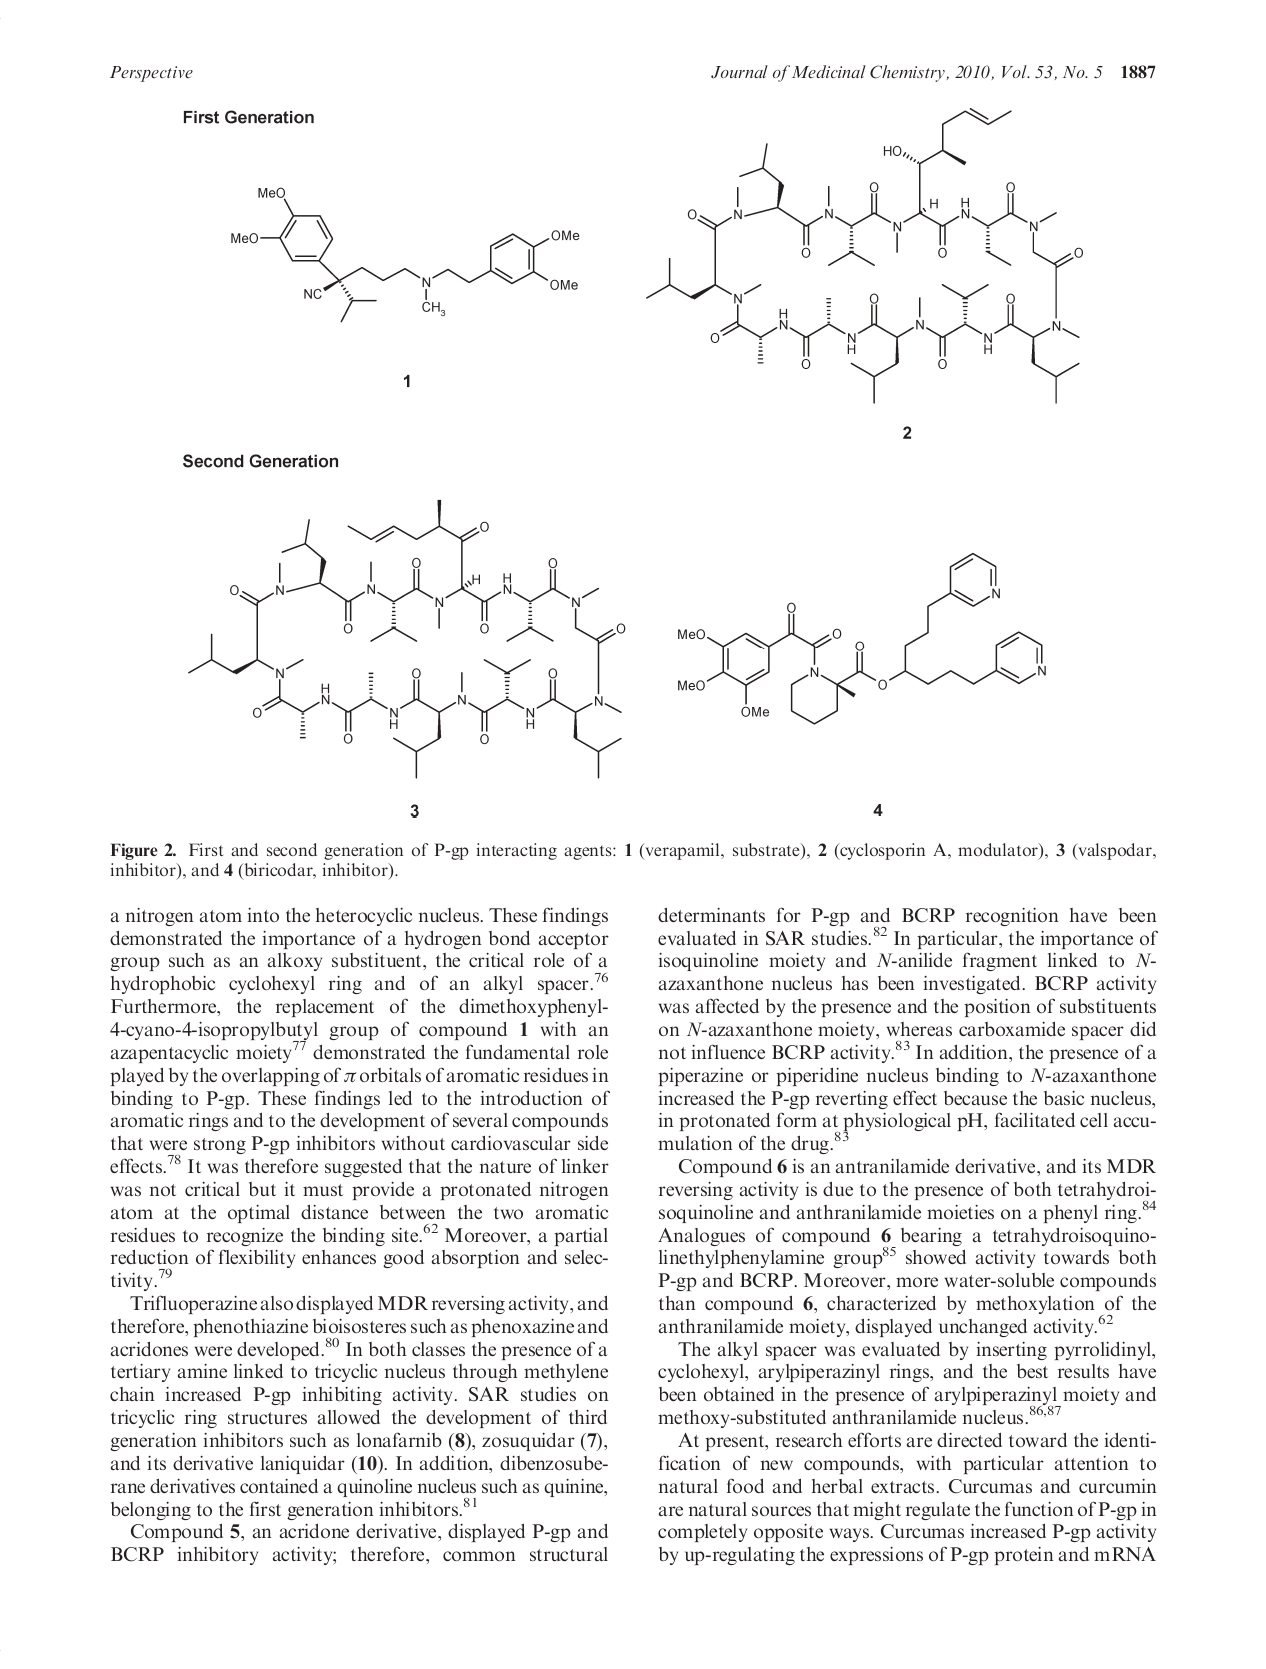 Perspective
Journal of Medicinal Chemistry, 2010, Vol. 53, No. 5 1887
First Generation
MeO
MeO
NC
N
CH3
OMe
OMe
1
HO
H
O
N
N
O
O
N
O
H
N
O
N
O
O
N
O
H
N
O
N
H
O
N
O
N
H
O
N
2
Second Generation
O
N
O
N
O
N
O
H
O
H
N
O
N
O
N
O
H
N
O
N
H
O
N
O
N
H
O
N
3
MeO
MeO
OMe
O
O
N
O
O
N
N
4
Figure 2. First and second generation of P-gp interacting agents: 1 (verapamil, substrate), 2 (cyclosporin A, modulator), 3 (valspodar,
inhibitor), and 4 (biricodar, inhibitor).
a nitrogen atom into the heterocyclic nucleus. These findings
demonstrated the importance of a hydrogen bond acceptor
group such as an alkoxy substituent, the critical role of a
hydrophobic cyclohexyl ring and of an alkyl spacer.76
Furthermore, the replacement of the dimethoxyphenyl-
4-cyano-4-isopropylbutyl group of compound 1 with an
azapentacyclic moiety77 demonstrated the fundamental role
played by the overlapping of π orbitals of aromatic residues in
binding to P-gp. These findings led to the introduction of
aromatic rings and to the development of several compounds
that were strong P-gp inhibitors without cardiovascular side
effects.78 It was therefore suggested that the nature of linker
was not critical but it must provide a protonated nitrogen
atom at the optimal distance between the two aromatic
residues to recognize the binding site.62 Moreover, a partial
reduction of flexibility enhances good absorption and selec-
tivity.79
Trifluoperazine also displayed MDR reversing activity, and
therefore, phenothiazine bioisosteres such as phenoxazine and
acridones were developed.80 In both classes the presence of a
tertiary amine linked to tricyclic nucleus through methylene
chain increased P-gp inhibiting activity. SAR studies on
tricyclic ring structures allowed the development of third
generation inhibitors such as lonafarnib (8), zosuquidar (7),
and its derivative laniquidar (10). In addition, dibenzosube-
rane derivatives contained a quinoline nucleus such as quinine,
belonging to the first generation inhibitors.81
Compound 5, an acridone derivative, displayed P-gp and
BCRP inhibitory activity; therefore, common structural
determinants for P-gp and BCRP recognition have been
evaluated in SAR studies.82 In particular, the importance of
isoquinoline moiety and N-anilide fragment linked to N-
azaxanthone nucleus has been investigated. BCRP activity
was affected by the presence and the position of substituents
on N-azaxanthone moiety, whereas carboxamide spacer did
not influence BCRP activity.83 In addition, the presence of a
piperazine or piperidine nucleus binding to N-azaxanthone
increased the P-gp reverting effect because the basic nucleus,
in protonated form at physiological pH, facilitated cell accu-
mulation of the drug.83
Compound 6 is an antranilamide derivative, and its MDR
reversing activity is due to the presence of both tetrahydroi-
soquinoline and anthranilamide moieties on a phenyl ring.84
Analogues of compound 6 bearing a tetrahydroisoquino-
linethylphenylamine group85 showed activity towards both
P-gp and BCRP. Moreover, more water-soluble compounds
than compound 6, characterized by methoxylation of the
anthranilamide moiety, displayed unchanged activity.62
The alkyl spacer was evaluated by inserting pyrrolidinyl,
cyclohexyl, arylpiperazinyl rings, and the best results have
been obtained in the presence of arylpiperazinyl moiety and
methoxy-substituted anthranilamide nucleus.86,87
At present, research efforts are directed toward the identi-
fication of new compounds, with particular attention to
natural food and herbal extracts. Curcumas and curcumin
are natural sources that might regulate the function of P-gp in
completely opposite ways. Curcumas increased P-gp activity
by up-regulating the expressions of P-gp protein and mRNA